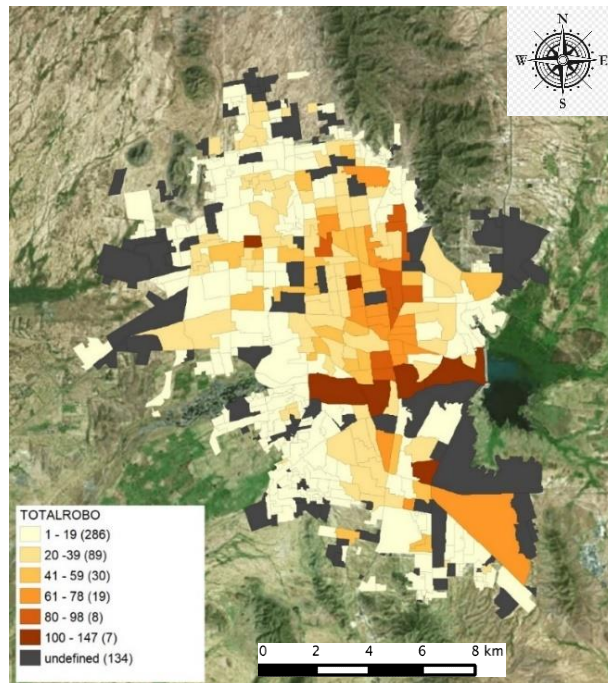 N
W E
S
TOTALROBO
1 - 19 (286)
20 -39 (89)
41 - 59 (30)
61 - 78 (19)
80 - 98 (8)
100 - 147 (7)
undefined (134)
0 2 4 6 8 km